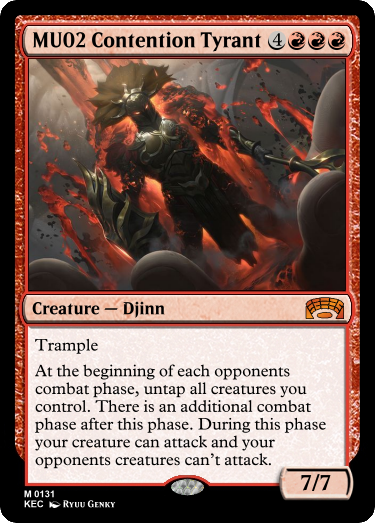 MU02 Contention Tyrant 4
Creature — Djinn
Trample
At the beginning of each opponents
combat phase, untap all creatures you
control. There is an additional combat
phase after this phase. During this phase
your creature can attack and your
opponents creatures can't attack.
7/7
M 0131
KEC Ryuu Genky